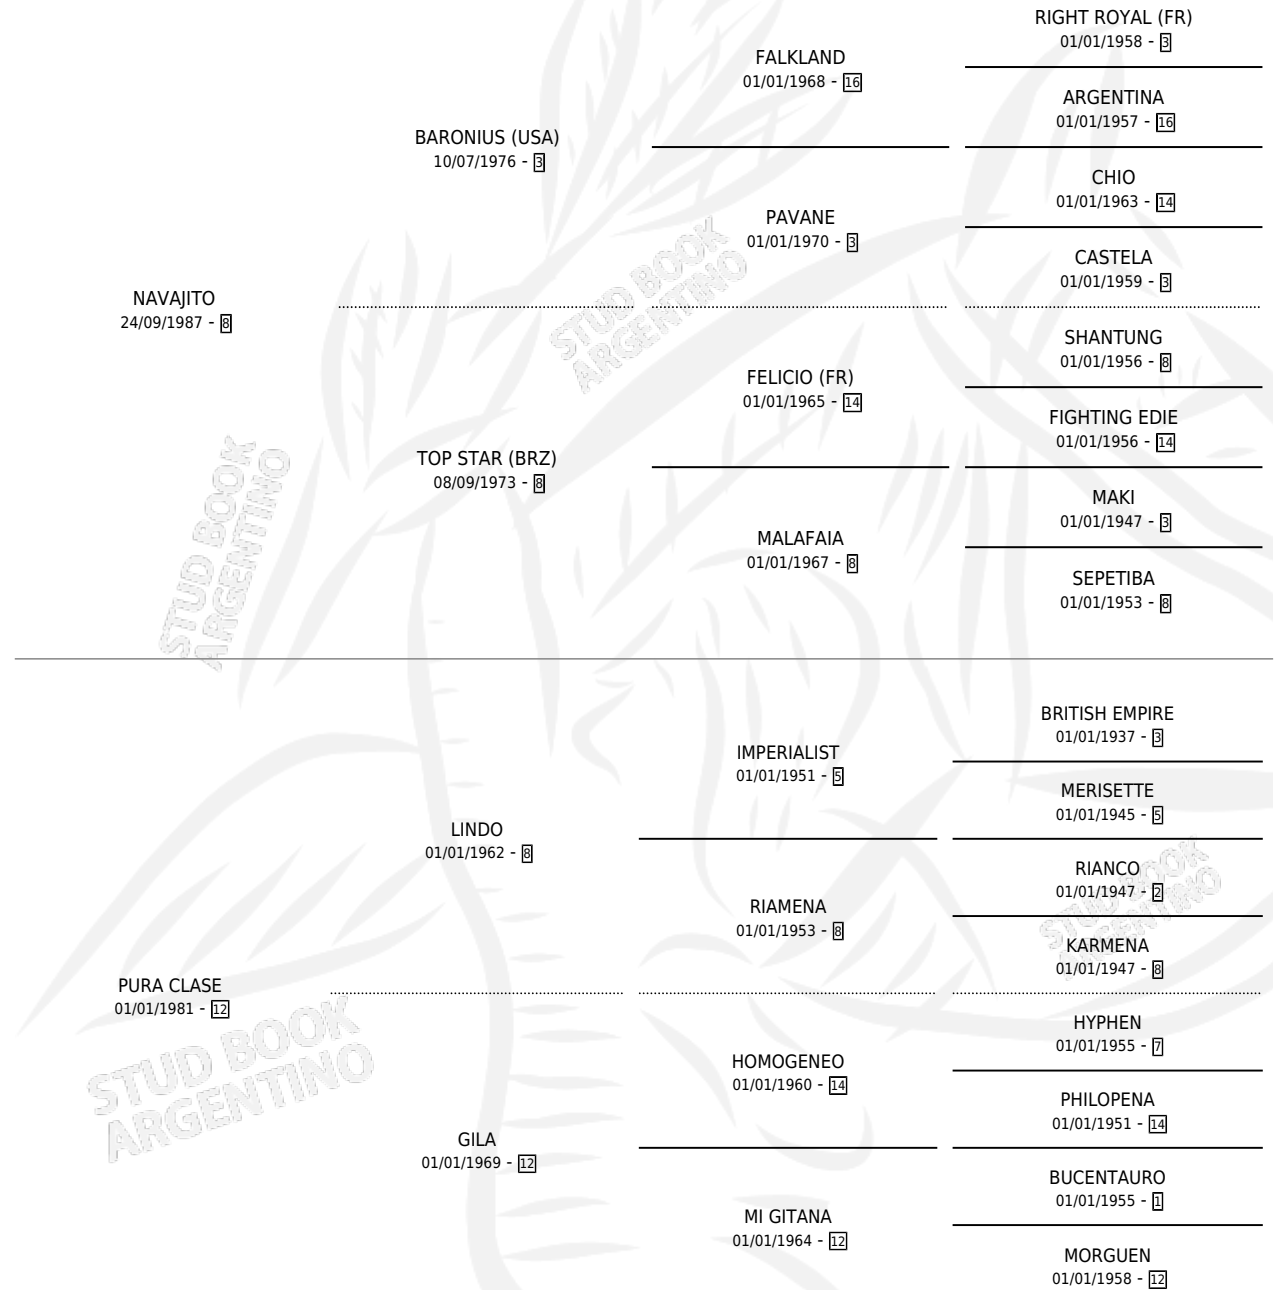 RIGHT ROYAL (FR)
01/01/1958 - 3
FALKLAND
01/01/1968 - 16
ARGENTINA
01/01/1957 - 16
BARONIUS (USA)
10/07/1976 - 3
CHIO
01/01/1963 - 14
PAVANE
01/01/1970 - 3
CASTELA
01/01/1959 - 3
NAVAJITO
24/09/1987 - 8
SHANTUNG
01/01/1956 - 8
FELICIO (FR)
01/01/1965 - 14
FIGHTING EDIE
01/01/1956 - 14
TOP STAR (BRZ)
08/09/1973 - 8
MAKI
01/01/1947 - 3
MALAFAIA
01/01/1967 - 8
SEPETIBA
01/01/1953 - 8
STUD BOOK
ARGENTINO
STUD BOOK
ARGENTINO
BRITISH EMPIRE
01/01/1937 - 3
IMPERIALIST
01/01/1951 - 5
MERISETTE
01/01/1945 - 5
LINDO
01/01/1962 - 8
RIANCO
01/01/1947 - 2
RIAMENA
01/01/1953 - 8
KARMENA
01/01/1947 - 8
PURA CLASE
01/01/1981 - 12
HYPHEN
01/01/1955 - 7
HOMOGENEO
01/01/1960 - 14
PHILOPENA
01/01/1951 - 14
GILA
01/01/1969 - 12
BUCENTAURO
01/01/1955 - 1
MI GITANA
01/01/1964 - 12
MORGUEN
01/01/1958 - 12
STUD BOOK
ARGENTINO
STUD BOOK
ARGENTINO